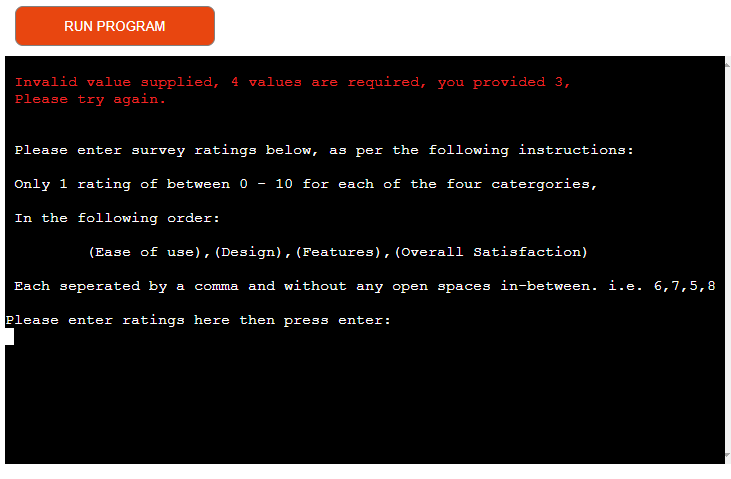 RUN PROGRAM
Invalid value supplied, 4 values are required, you provided 3,
Please try again.
Please enter survey ratings below, as per the following instructions:
Only 1 rating of between 0 - 10 for each of the four catergories,
In the following order:
(Ease of use),(Design),(Features),(Overall Satisfaction)
Each seperated by a comma and without any open spaces in-between. i.e. 6,7,5,8
Please enter ratings here then press enter: